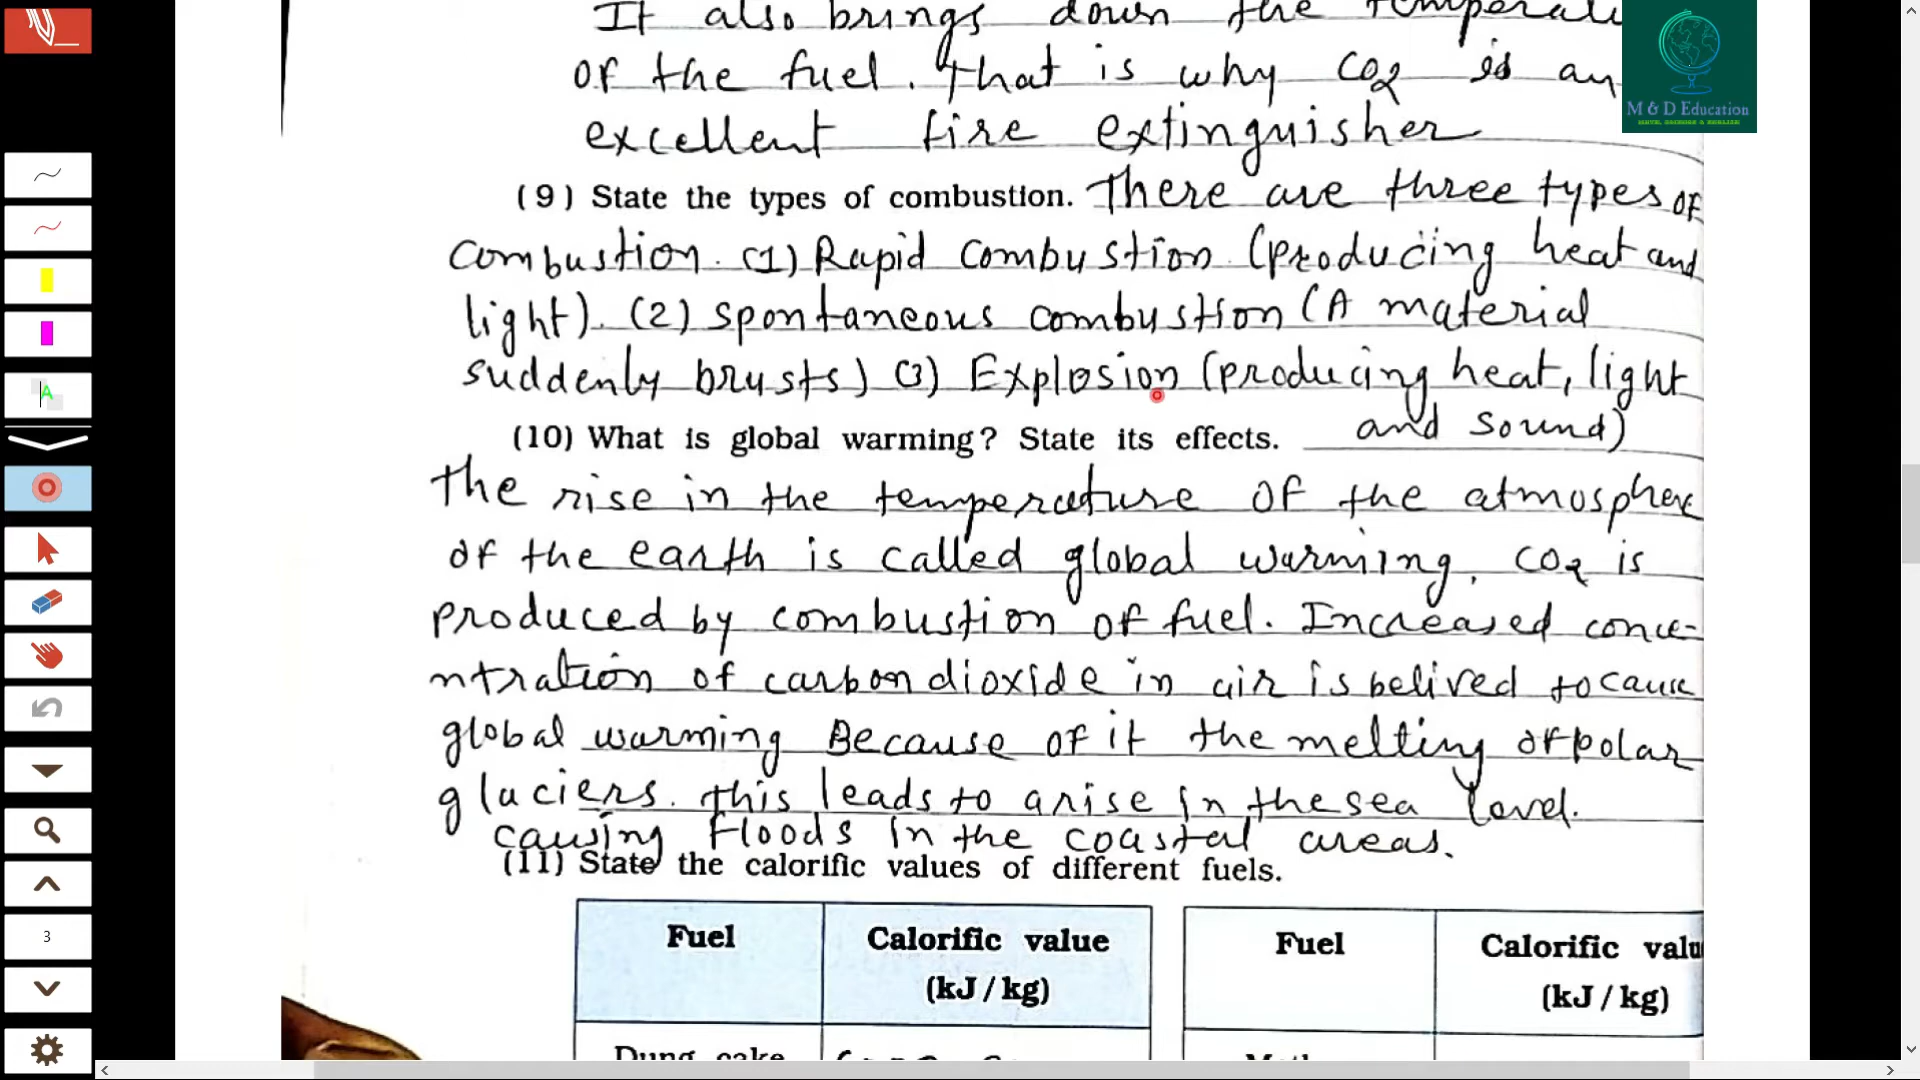 It also brings down the temperatu
of the fuel. That is why CO2 is an
excellent fire extinguisher
M & D Education
(9) State the types of combustion. There are three types of
combustion. (1) Rapid combustion (producing heat and
light). (2) spontaneous combustion (A material
suddenly brusts) (3) Explosion (producing heat, light
and sound)
(10) What is global warming? State its effects.
The rise in the temperature of the atmosphere
of the earth is called global warming. CO2 is
produced by combustion of fuel. Increased conce-
ntration of carbon dioxide in air is belived to cause
global warming Because of it the melting of polar
glaciers. This leads to arise in the sea level.
causing floods in the coastal areas.
(11) State the calorific values of different fuels.
Fuel Calorific value Fuel Calorific valu
(kJ / kg) (kJ / kg)
Dung cake
3